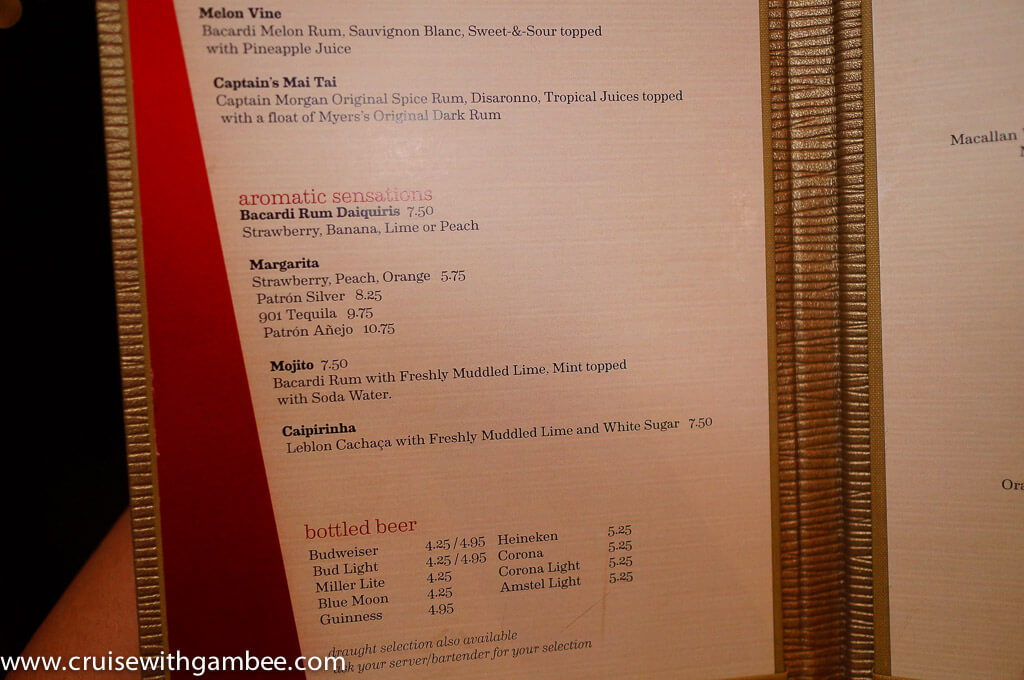 Melon Vine
Bacardi Melon Rum, Sauvignon Blanc, Sweet-&-Sour topped
with Pineapple Juice
Captain's Mai Tai
Captain Morgan Original Spice Rum, Disaronno, Tropical Juices topped
with a float of Myers's Original Dark Rum
aromatic sensations
Bacardi Rum Daiquiris 7.50
Strawberry, Banana, Lime or Peach
Margarita
Strawberry, Peach, Orange 5.75
Patrón Silver 8.25
901 Tequila 9.75
Patrón Añejo 10.75
Mojito 7.50
Bacardi Rum with Freshly Muddled Lime, Mint topped
with Soda Water.
Caipirinha
Leblon Cachaça with Freshly Muddled Lime and White Sugar 7.50
bottled beer
Budweiser 4.25 / 4.95 Heineken 5.25
Bud Light 4.25 / 4.95 Corona 5.25
Miller Lite 4.25 Corona Light 5.25
Blue Moon 4.25 Amstel Light 5.25
Guinness 4.95
draught selection also available
ask your server/bartender for your selection
Macallan
www.cruisewithgambee.com